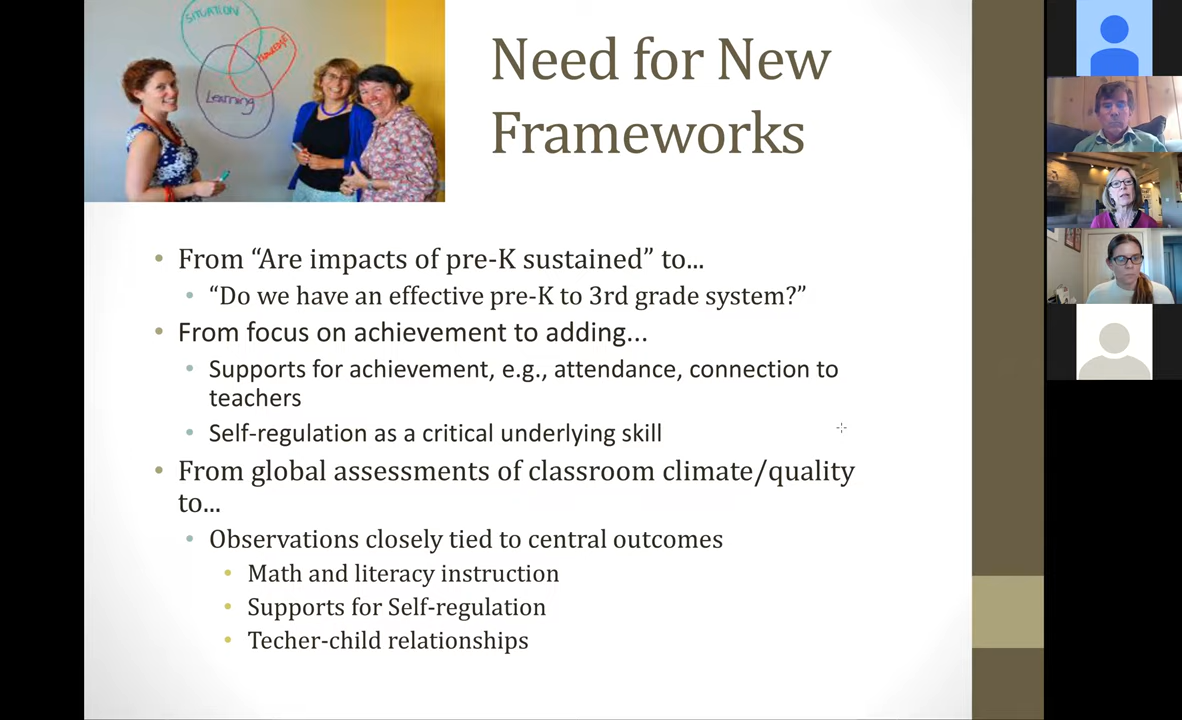 SITUATION
KNOWLEDGE
Learning
Need for New
Frameworks
• From “Are impacts of pre-K sustained” to...
• “Do we have an effective pre-K to 3rd grade system?”
• From focus on achievement to adding...
• Supports for achievement, e.g., attendance, connection to
teachers
• Self-regulation as a critical underlying skill
• From global assessments of classroom climate/quality
to...
• Observations closely tied to central outcomes
• Math and literacy instruction
• Supports for Self-regulation
• Techer-child relationships